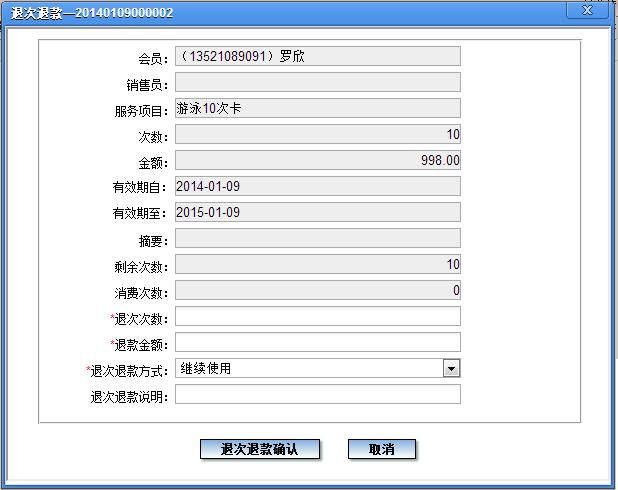 退次退款—20140109000002
会员: （13521089091）罗欣
销售员:
服务项目: 游泳10次卡
次数: 10
金额: 998.00
有效期自: 2014-01-09
有效期至: 2015-01-09
摘要:
剩余次数: 10
消费次数: 0
*退次次数:
*退款金额:
*退次退款方式: 继续使用
退次退款说明:
退次退款确认 取消